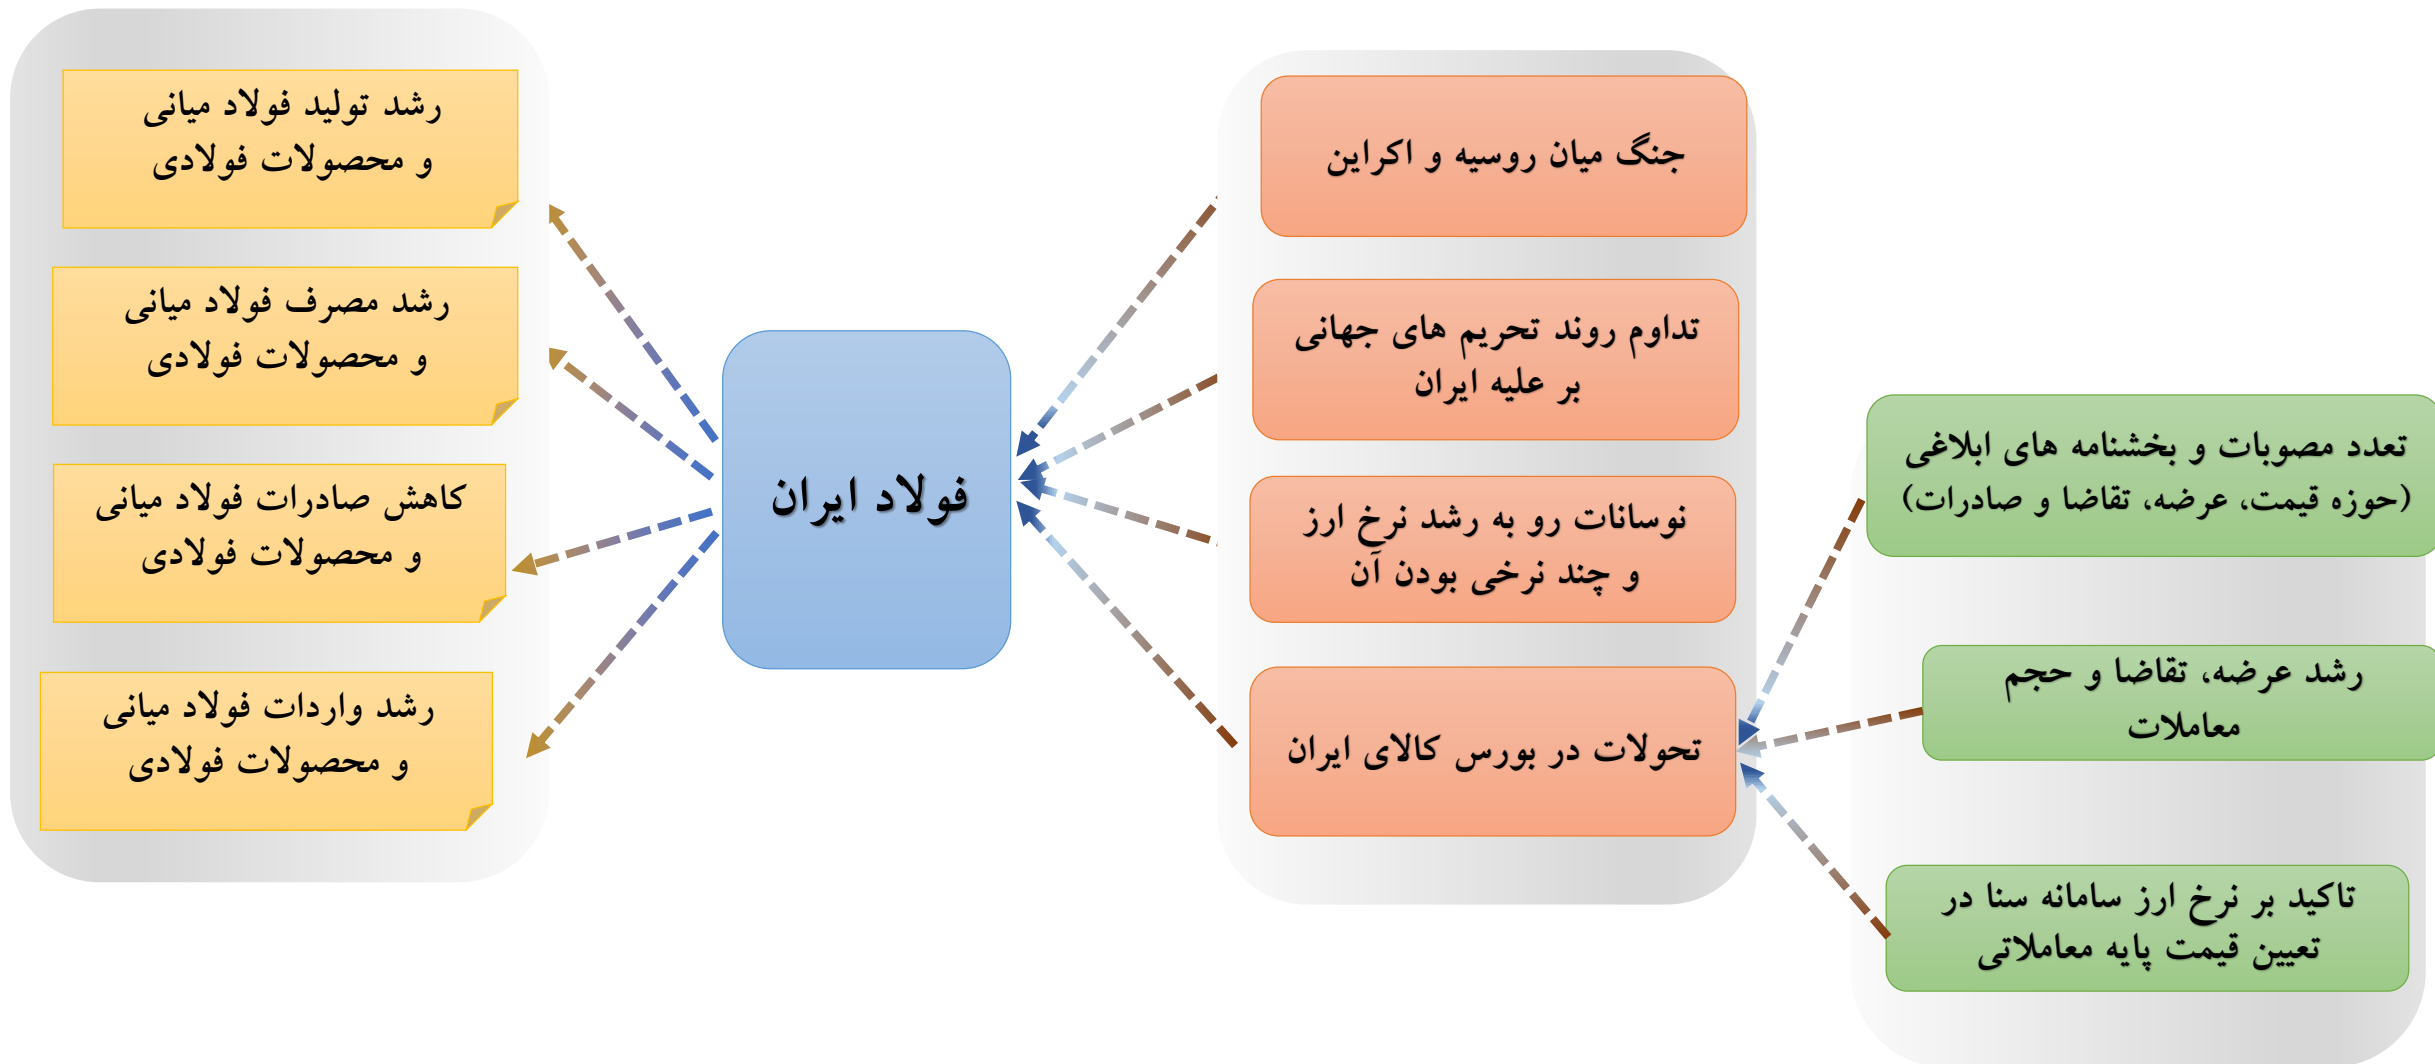 تعدد مصوبات و بخشنامه های ابلاغی
(حوزه قیمت، عرضه، تقاضا و صادرات)
رشد عرضه، تقاضا و حجم
معاملات
تاکید بر نرخ ارز سامانه سنا در
تعیین قیمت پایه معاملاتی
جنگ میان روسیه و اکراین
تداوم روند تحریم های جهانی
بر علیه ایران
نوسانات رو به رشد نرخ ارز
و چند نرخی بودن آن
تحولات در بورس کالای ایران
فولاد ایران
رشد تولید فولاد میانی
و محصولات فولادی
رشد مصرف فولاد میانی
و محصولات فولادی
کاهش صادرات فولاد میانی
و محصولات فولادی
رشد واردات فولاد میانی
و محصولات فولادی